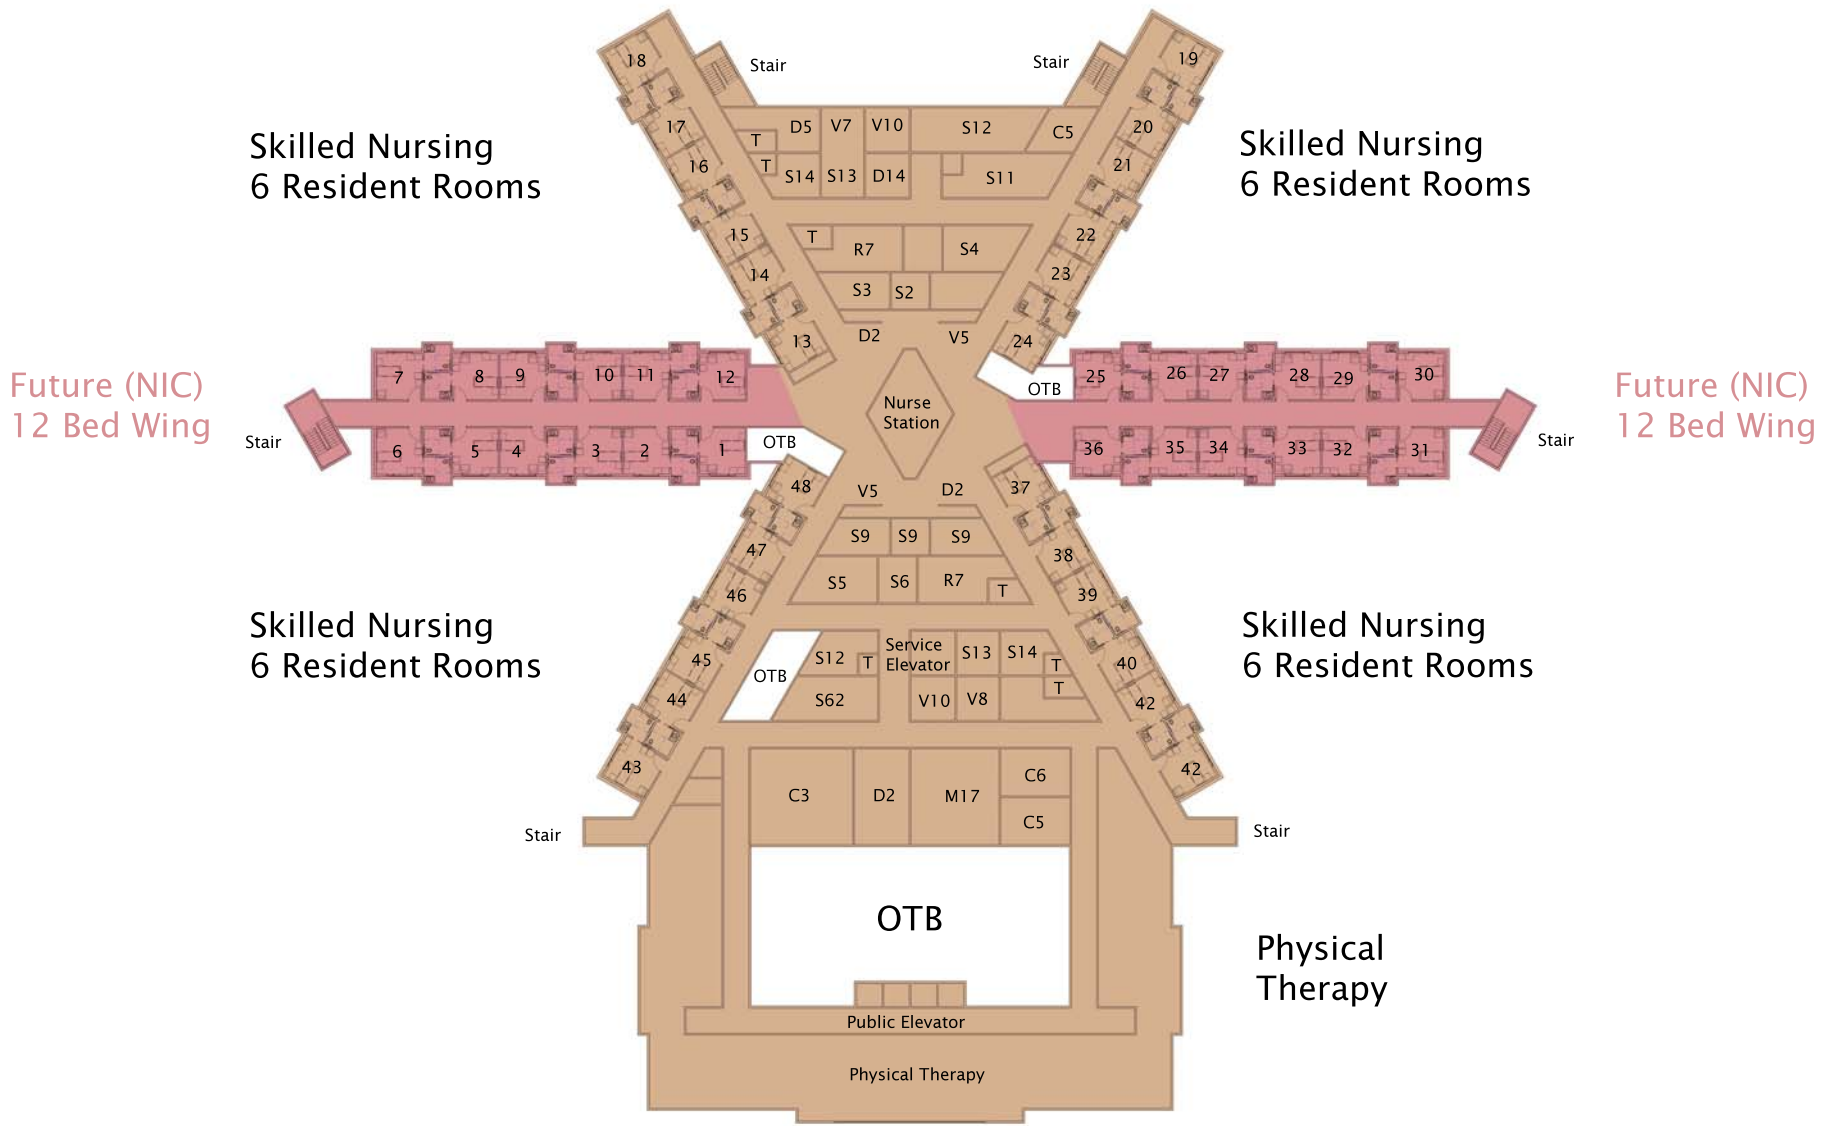 18
Stair
Stair
19
17
D5
V7
V10
S12
C5
20
T
Skilled Nursing
6 Resident Rooms
Skilled Nursing
6 Resident Rooms
16
T
S14
S13
D14
S11
21
15
T
R7
S4
22
14
23
S3
S2
13
D2
V5
24
Future (NIC)
12 Bed Wing
7
8
9
10
11
12
OTB
25
26
27
28
29
30
Future (NIC)
12 Bed Wing
Nurse
Station
Stair
6
5
4
3
2
1
OTB
36
35
34
33
32
31
Stair
48
V5
D2
37
47
S9
S9
S9
38
46
S5
S6
R7
T
39
Skilled Nursing
6 Resident Rooms
Skilled Nursing
6 Resident Rooms
45
OTB
S12
T
Service
Elevator
S13
S14
T
T
40
44
S62
V10
V8
42
43
C3
D2
M17
C6
C5
42
Stair
Stair
OTB
Physical
Therapy
Public Elevator
Physical Therapy